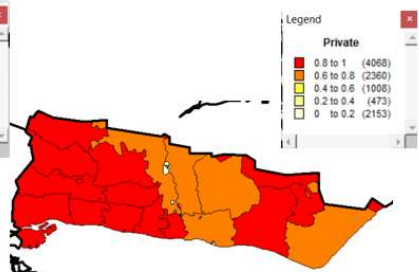 Legend
Private
0.8 to 1 (4068)
0.6 to 0.8 (2360)
0.4 to 0.6 (1008)
0.2 to 0.4 (473)
0 to 0.2 (2153)